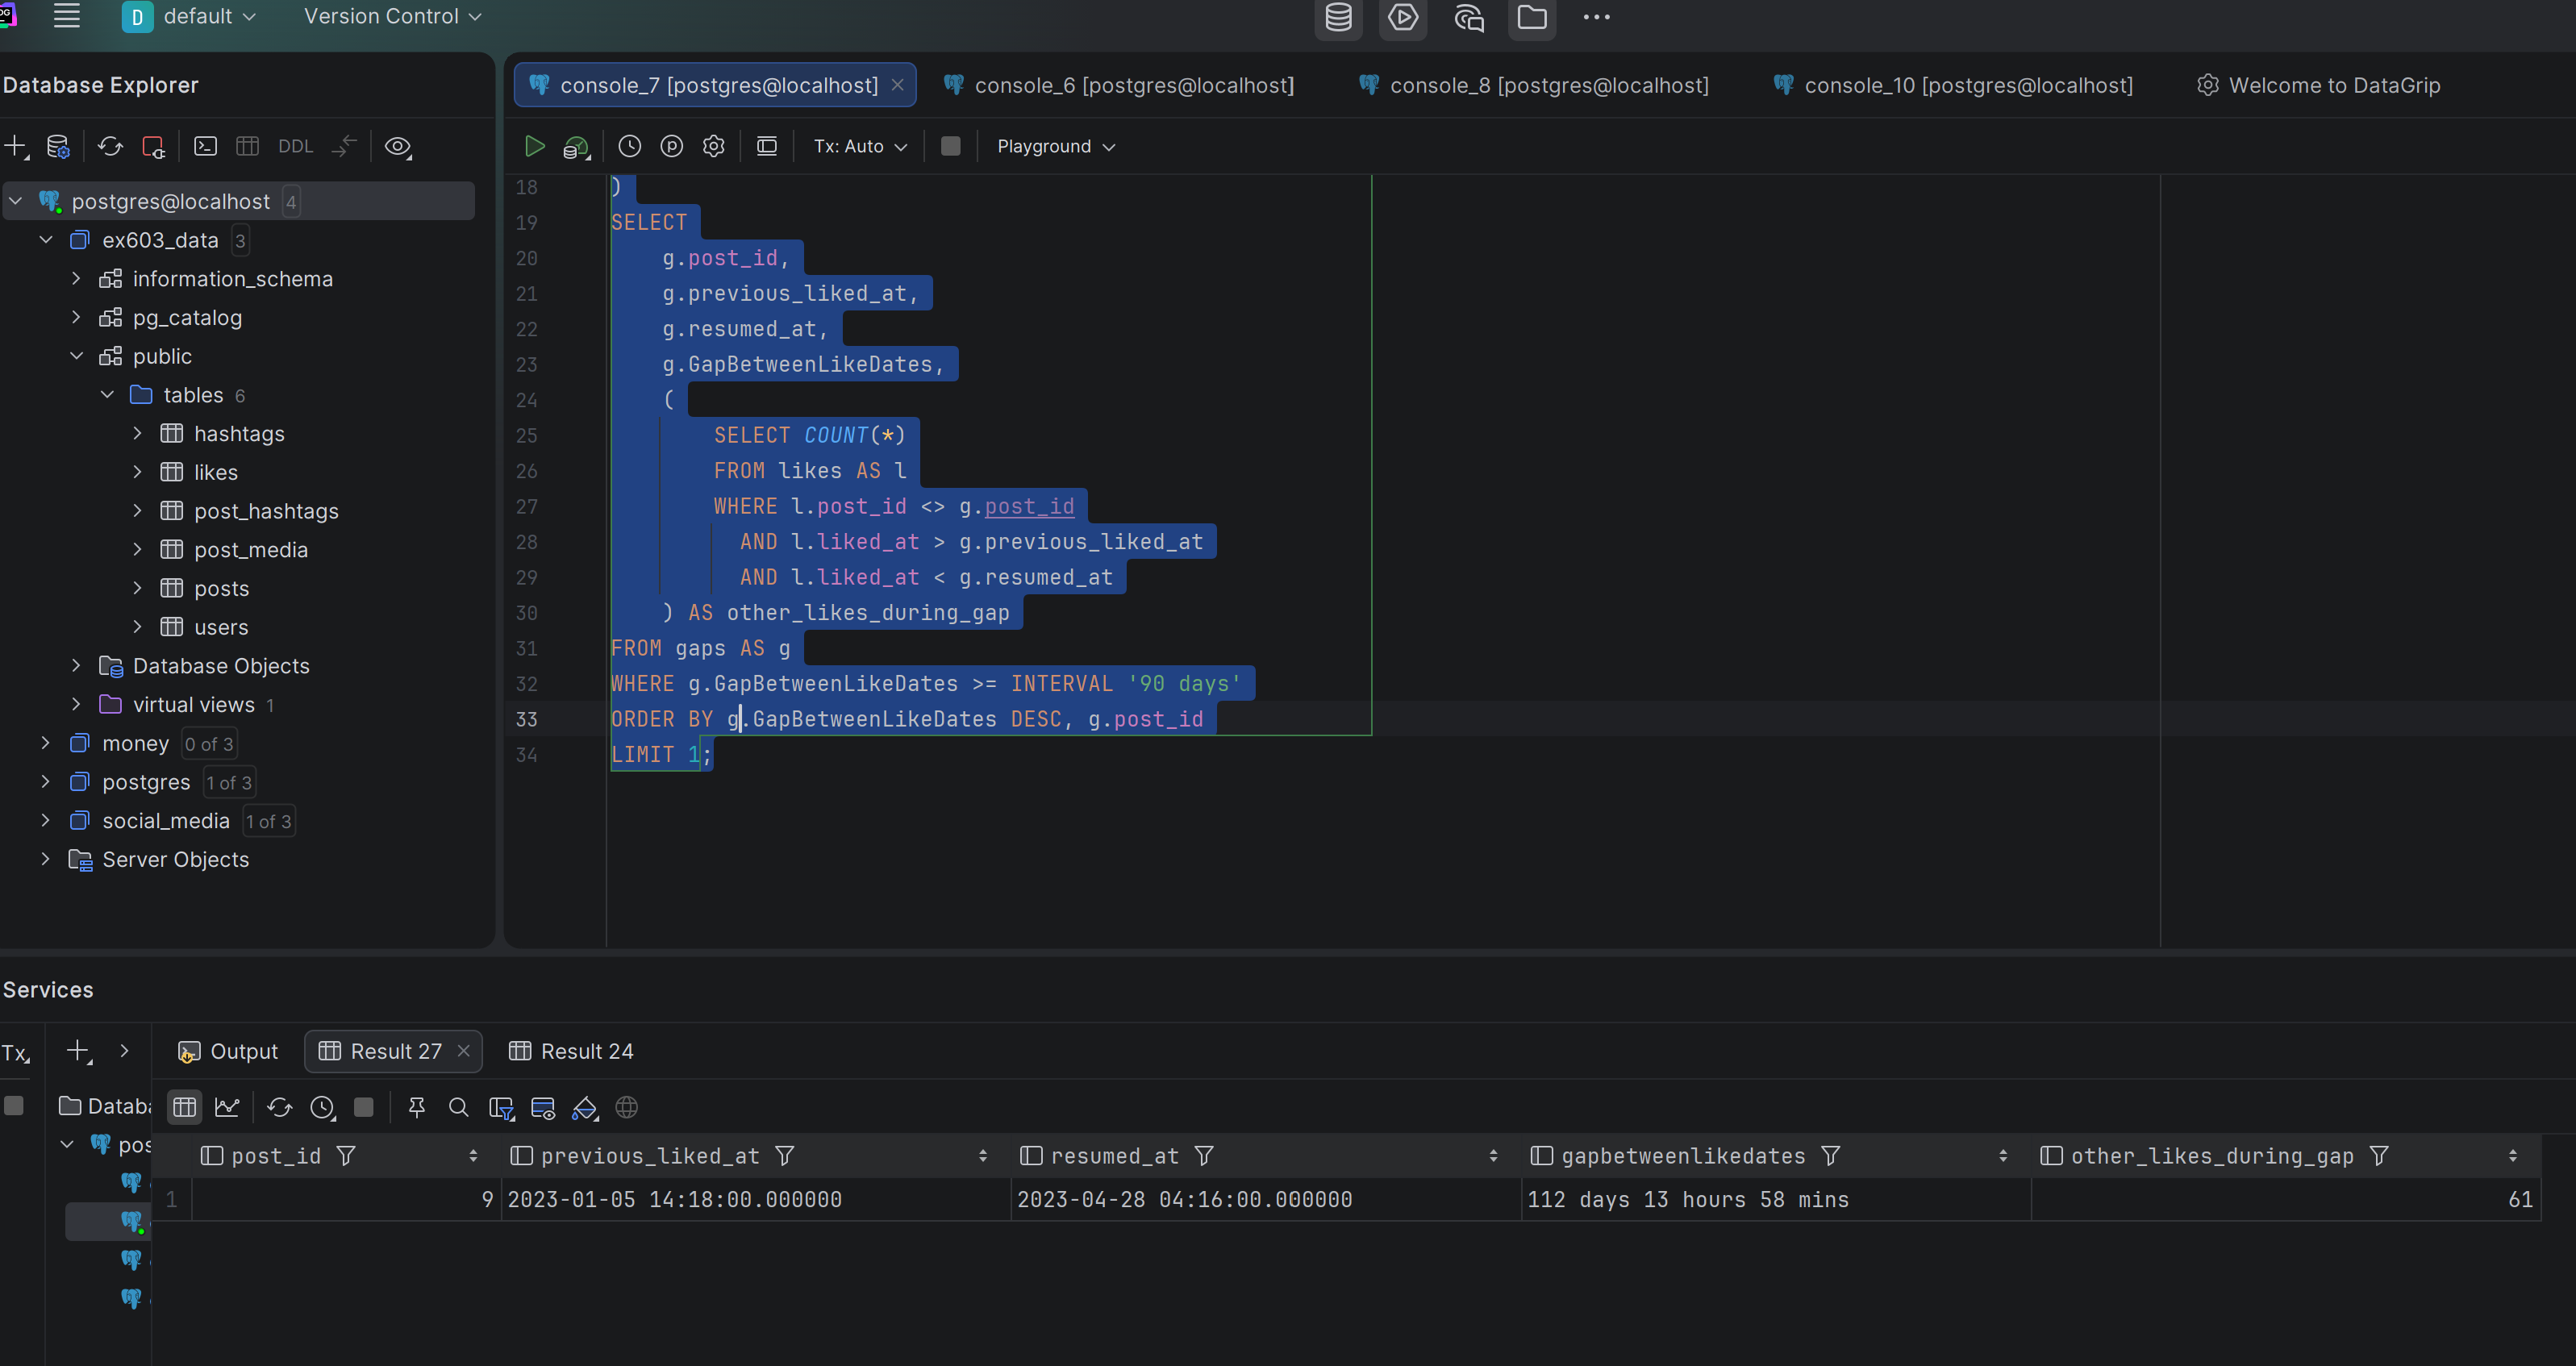 D default Version Control
Database Explorer
console_7 [postgres@localhost]
console_6 [postgres@localhost]
console_8 [postgres@localhost]
console_10 [postgres@localhost]
Welcome to DataGrip
DDL
Tx: Auto
Playground
postgres@localhost 4
ex603_data 3
information_schema
pg_catalog
public
tables 6
hashtags
likes
post_hashtags
post_media
posts
users
Database Objects
virtual views 1
money 0 of 3
postgres 1 of 3
social_media 1 of 3
Server Objects
18 )
19 SELECT
20 g.post_id,
21 g.previous_liked_at,
22 g.resumed_at,
23 g.GapBetweenLikeDates,
24 (
25 SELECT COUNT(*)
26 FROM likes AS l
27 WHERE l.post_id <> g.post_id
28 AND l.liked_at > g.previous_liked_at
29 AND l.liked_at < g.resumed_at
30 ) AS other_likes_during_gap
31 FROM gaps AS g
32 WHERE g.GapBetweenLikeDates >= INTERVAL '90 days'
33 ORDER BY g.GapBetweenLikeDates DESC, g.post_id
34 LIMIT 1;
Services
Tx
Output
Result 27
Result 24
Databa
pos
post_id previous_liked_at resumed_at gapbetweenlikedates other_likes_during_gap
1 9 2023-01-05 14:18:00.000000 2023-04-28 04:16:00.000000 112 days 13 hours 58 mins 61